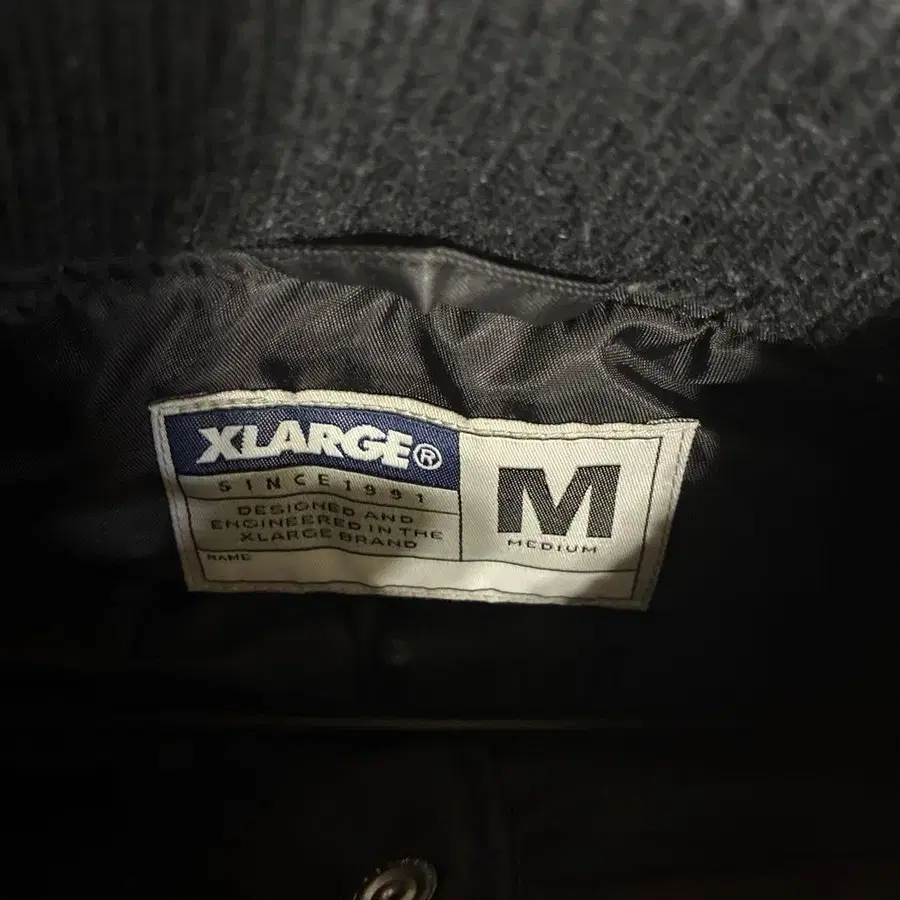 XLARGE®
SINCE 1991
DESIGNED AND
ENGINEERED IN THE
XLARGE BRAND
NAME
M
MEDIUM